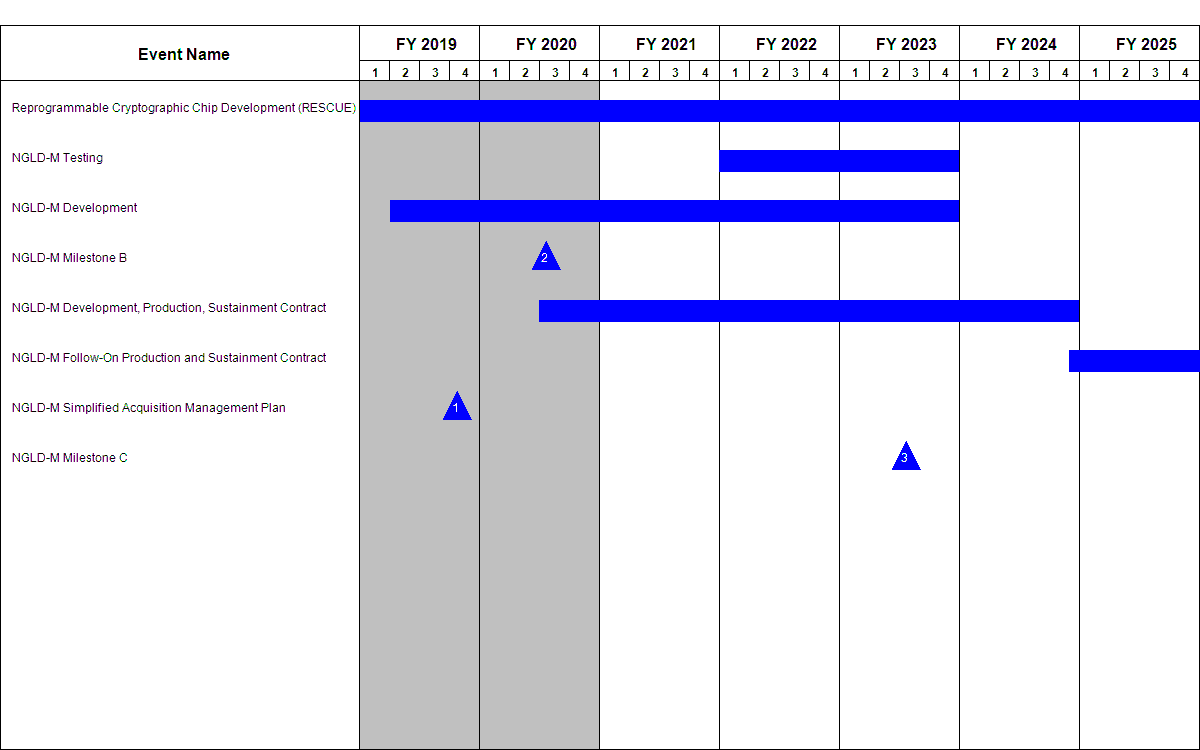 Event Name
FY 2019 FY 2020 FY 2021 FY 2022 FY 2023 FY 2024 FY 2025
1 2 3 4 1 2 3 4 1 2 3 4 1 2 3 4 1 2 3 4 1 2 3 4 1 2 3 4
Reprogrammable Cryptographic Chip Development (RESCUE)
NGLD-M Testing
NGLD-M Development
NGLD-M Milestone B 2
NGLD-M Development, Production, Sustainment Contract
NGLD-M Follow-On Production and Sustainment Contract
NGLD-M Simplified Acquisition Management Plan 1
NGLD-M Milestone C 3